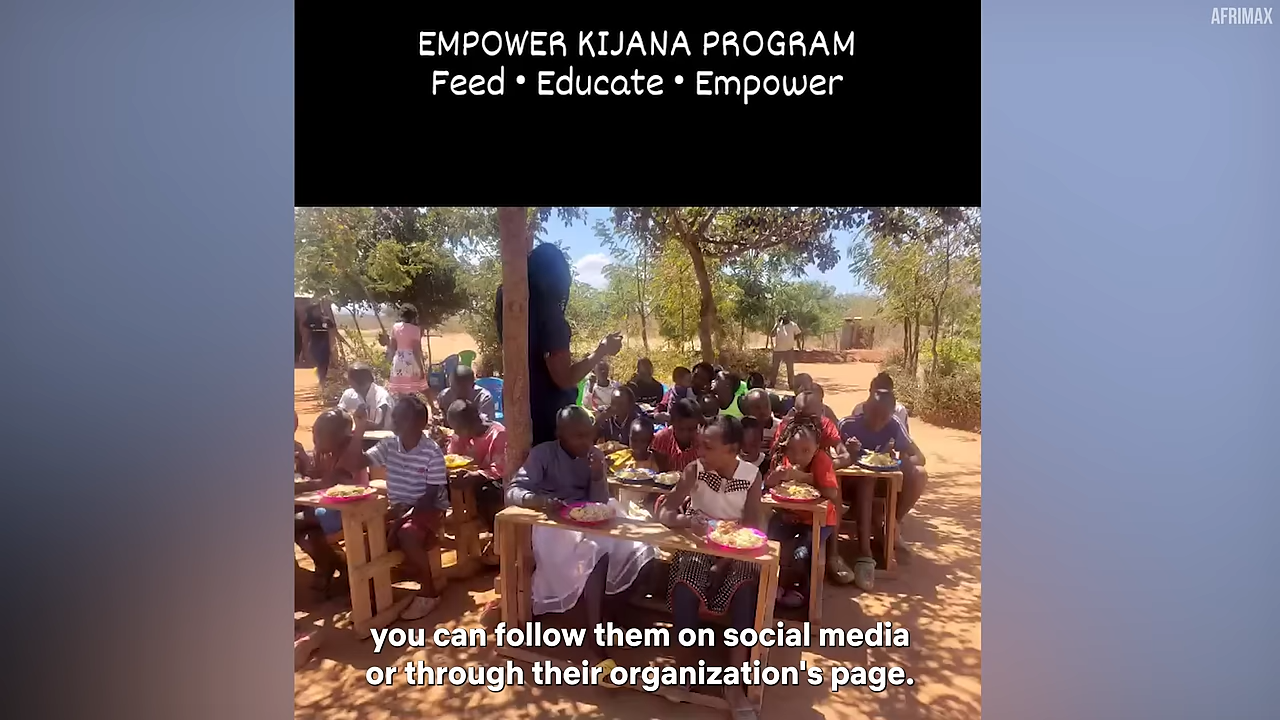 AFRIMAX
EMPOWER KIJANA PROGRAM
Feed • Educate • Empower
you can follow them on social media
or through their organization's page.